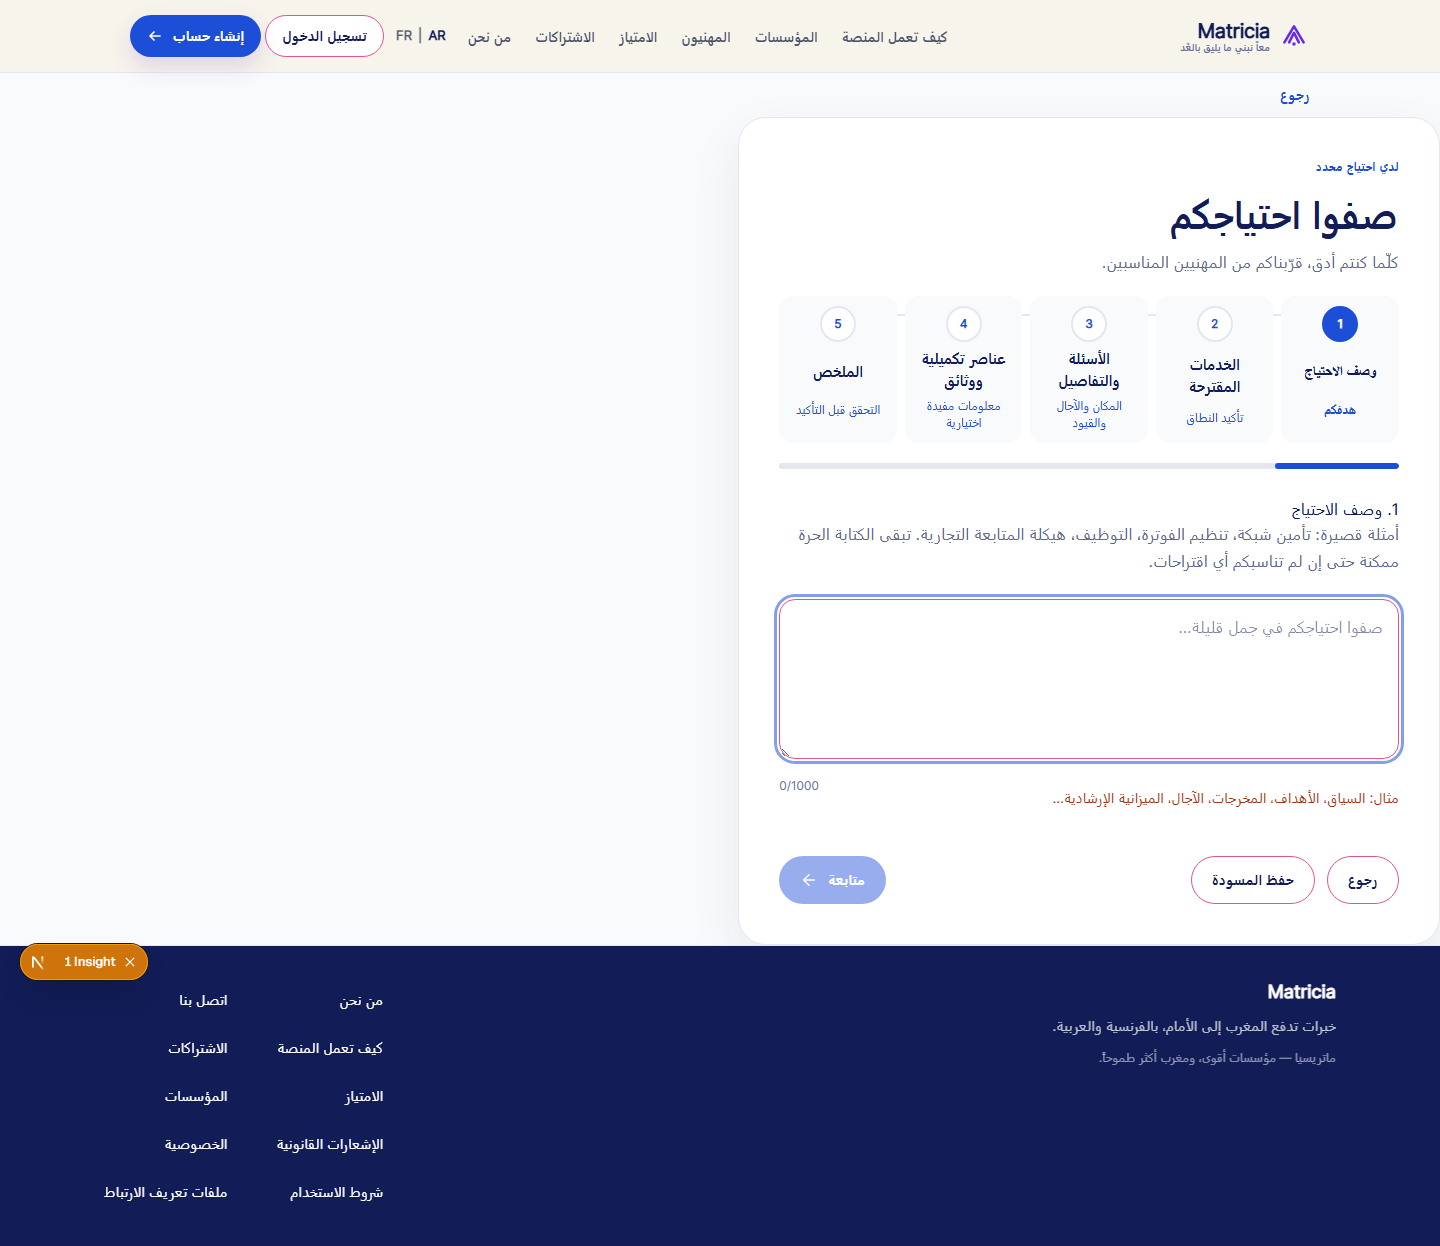 Matricia
معاً نبني ما يليق بالغد
كيف تعمل المنصة
المؤسسات
المهنيون
الامتياز
الاشتراكات
من نحن
AR | FR
تسجيل الدخول
إنشاء حساب
رجوع
لدي احتياج محدد
صفوا احتياجكم
كلّما كنتم أدق، قرّبناكم من المهنيين المناسبين.
1
وصف الاحتياج
هدفكم
2
الخدمات
المقترحة
تأكيد النطاق
3
الأسئلة
والتفاصيل
المكان والآجال
والقيود
4
عناصر تكميلية
ووثائق
معلومات مفيدة
اختيارية
5
الملخص
التحقق قبل التأكيد
1. وصف الاحتياج
أمثلة قصيرة: تأمين شبكة، تنظيم الفوترة، التوظيف، هيكلة المتابعة التجارية. تبقى الكتابة الحرة
ممكنة حتى إن لم تناسبكم أي اقتراحات.
صفوا احتياجكم في جمل قليلة...
0/1000
مثال: السياق، الأهداف، المخرجات، الآجال، الميزانية الإرشادية...
رجوع
حفظ المسودة
متابعة
1 Insight
Matricia
خبرات تدفع المغرب إلى الأمام، بالفرنسية والعربية.
ماتريسيا — مؤسسات أقوى، ومغرب أكثر طموحاً.
من نحن
اتصل بنا
كيف تعمل المنصة
الاشتراكات
الامتياز
المؤسسات
الإشعارات القانونية
الخصوصية
شروط الاستخدام
ملفات تعريف الارتباط